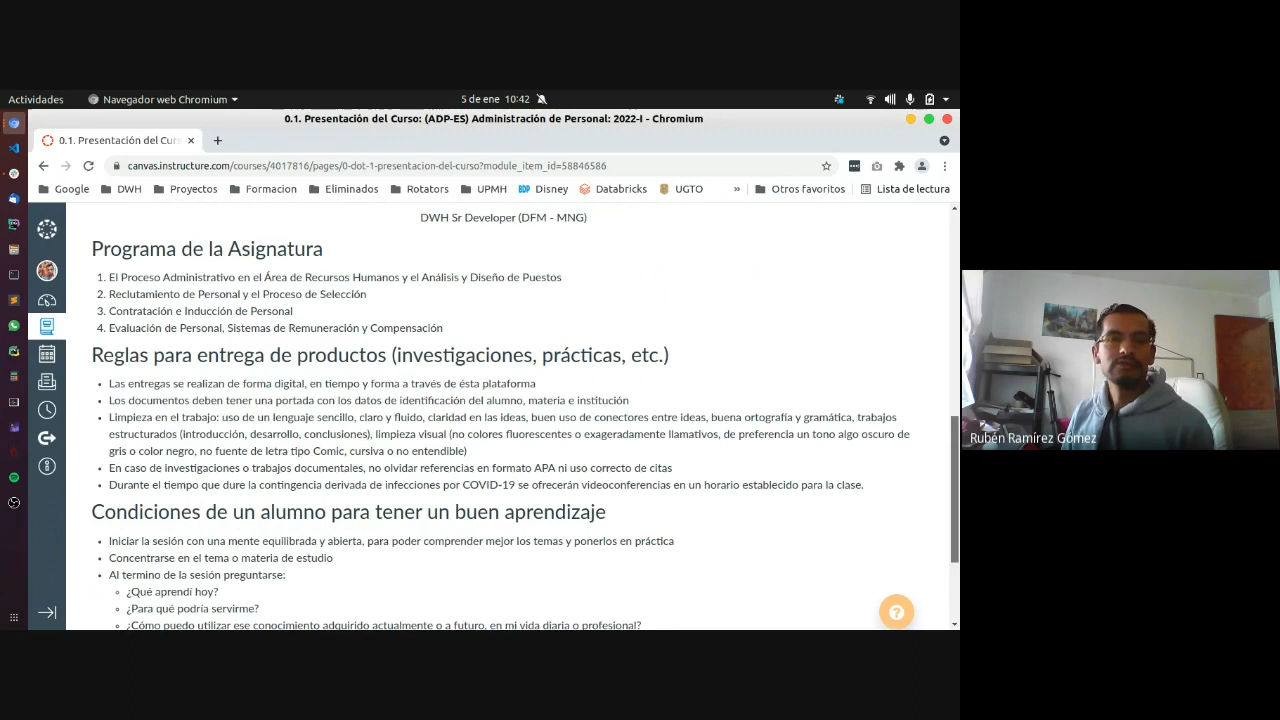 Actividades
Navegador web Chromium
5 de ene 10:42
0.1. Presentación del Curso: (ADP-ES) Administración de Personal: 2022-I - Chromium
0.1. Presentación del Curs
canvas.instructure.com/courses/4017816/pages/0-dot-1-presentacion-del-curso?module_item_id=58846586
Google DWH Proyectos Formacion Eliminados Rotators UPMH Disney Databricks UGTO » Otros favoritos Lista de lectura
DWH Sr Developer (DFM - MNG)
Programa de la Asignatura
1. El Proceso Administrativo en el Área de Recursos Humanos y el Análisis y Diseño de Puestos
2. Reclutamiento de Personal y el Proceso de Selección
3. Contratación e Inducción de Personal
4. Evaluación de Personal, Sistemas de Remuneración y Compensación
Reglas para entrega de productos (investigaciones, prácticas, etc.)
• Las entregas se realizan de forma digital, en tiempo y forma a través de ésta plataforma
• Los documentos deben tener una portada con los datos de identificación del alumno, materia e institución
• Limpieza en el trabajo: uso de un lenguaje sencillo, claro y fluido, claridad en las ideas, buen uso de conectores entre ideas, buena ortografía y gramática, trabajos
estructurados (introducción, desarrollo, conclusiones), limpieza visual (no colores fluorescentes o exageradamente llamativos, de preferencia un tono algo oscuro de
gris o color negro, no fuente de letra tipo Comic, cursiva o no entendible)
• En caso de investigaciones o trabajos documentales, no olvidar referencias en formato APA ni uso correcto de citas
• Durante el tiempo que dure la contingencia derivada de infecciones por COVID-19 se ofrecerán videoconferencias en un horario establecido para la clase.
Condiciones de un alumno para tener un buen aprendizaje
• Iniciar la sesión con una mente equilibrada y abierta, para poder comprender mejor los temas y ponerlos en práctica
• Concentrarse en el tema o materia de estudio
• Al termino de la sesión preguntarse:
◦ ¿Qué aprendí hoy?
◦ ¿Para qué podría servirme?
◦ ¿Cómo puedo utilizar ese conocimiento adquirido actualmente o a futuro, en mi vida diaria o profesional?
Rubén Ramírez Gómez